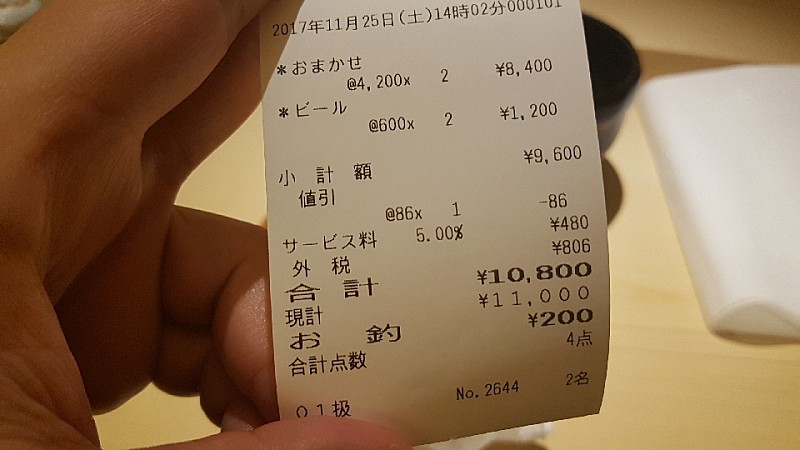 2017年11月25日(土)14時02分000101
*おまかせ
@4,200x 2 ¥8,400
*ビール
@600x 2 ¥1,200
小計額 ¥9,600
値引
@86x 1 -86
サービス料 5.00% ¥480
外税 ¥806
合計 ¥10,800
現計 ¥11,000
お釣 ¥200
合計点数 4点
01扱 No.2644 2名